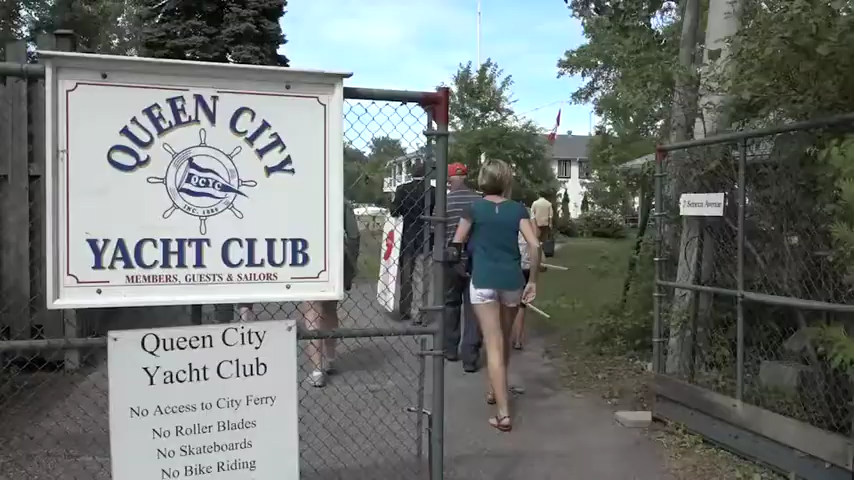 QUEEN CITY
QCYC
INC. 1889
YACHT CLUB
MEMBERS, GUESTS & SAILORS
Queen City
Yacht Club
No Access to City Ferry
No Roller Blades
No Skateboards
No Bike Riding
7 Seneca Avenue